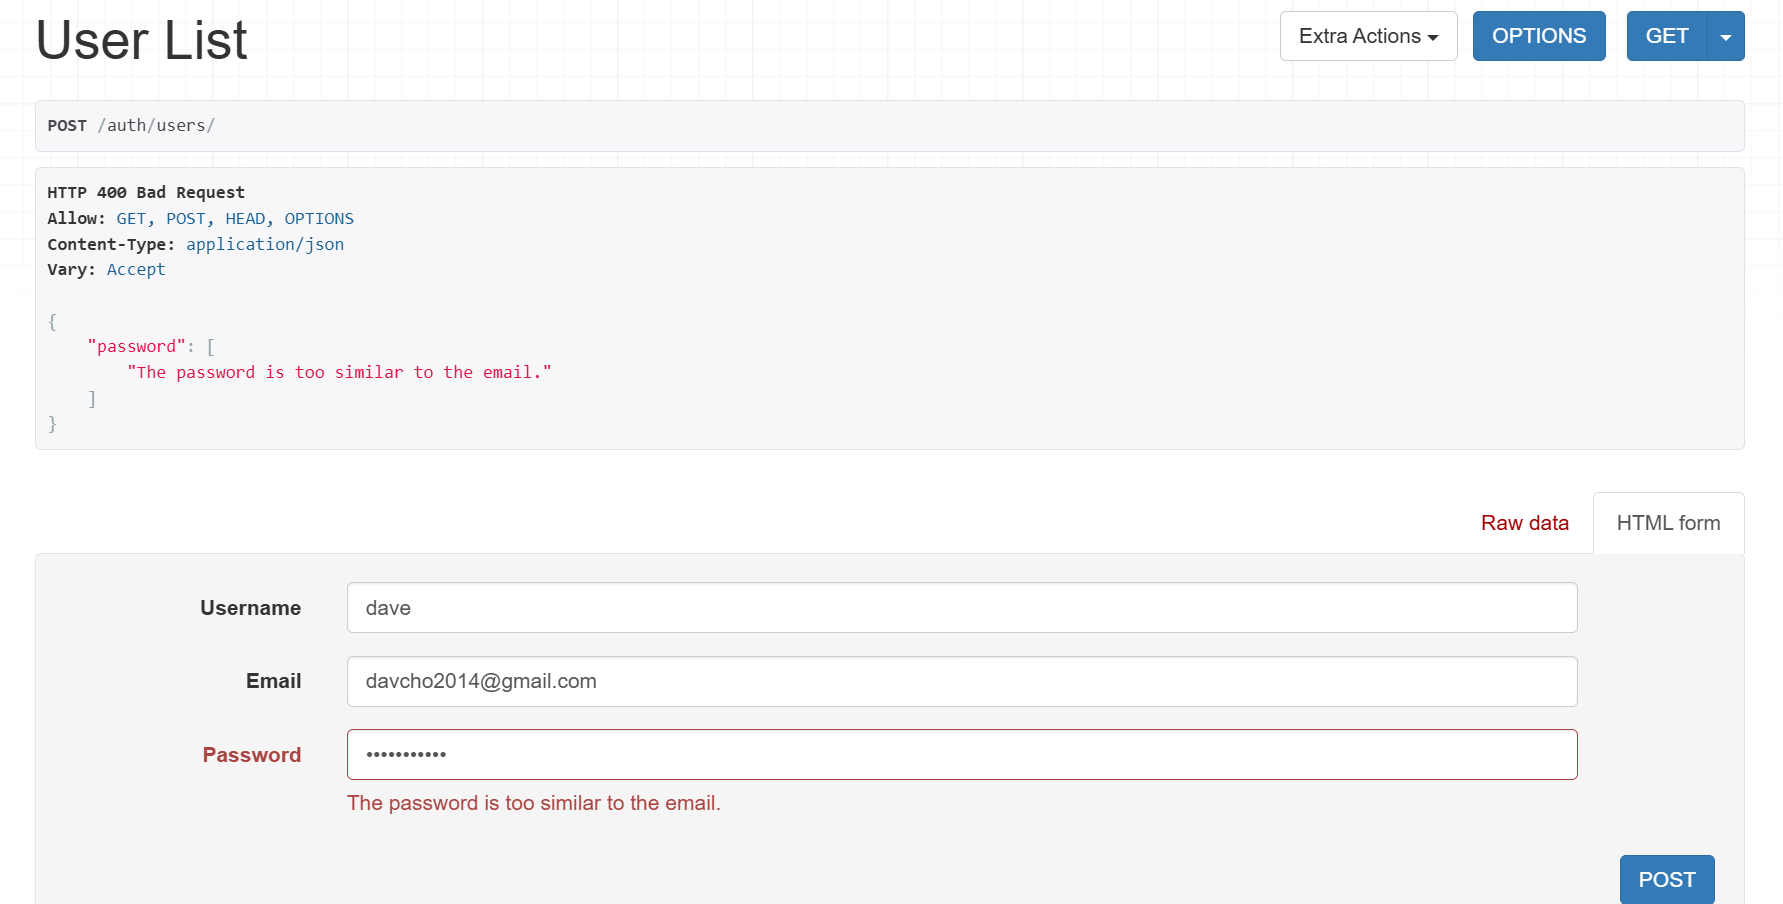 User List
Extra Actions
OPTIONS
GET
POST /auth/users/
HTTP 400 Bad Request
Allow: GET, POST, HEAD, OPTIONS
Content-Type: application/json
Vary: Accept
{
    "password": [
        "The password is too similar to the email."
    ]
}
Raw data
HTML form
Username
dave
Email
davcho2014@gmail.com
Password
•••••••••••
The password is too similar to the email.
POST